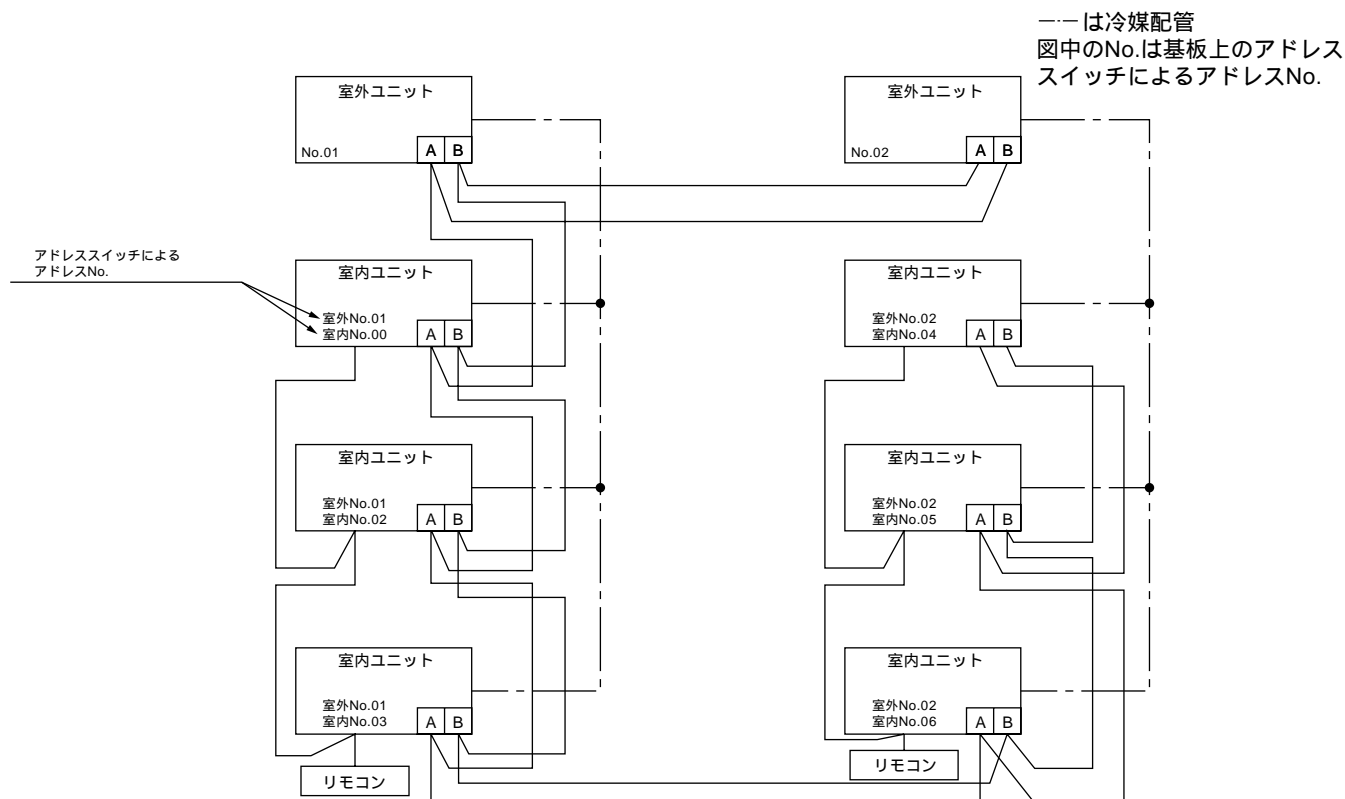 一·一 は冷媒配管
図中のNo.は基板上のアドレス
スイッチによるアドレスNo.
室外ユニット
No.01
A B
室外ユニット
No.02
A B
アドレススイッチによる
アドレスNo.
室内ユニット
室外No.01
室内No.00
A B
室内ユニット
室外No.02
室内No.04
A B
室内ユニット
室外No.01
室内No.02
A B
室内ユニット
室外No.02
室内No.05
A B
室内ユニット
室外No.01
室内No.03
A B
リモコン
室内ユニット
室外No.02
室内No.06
A B
リモコン